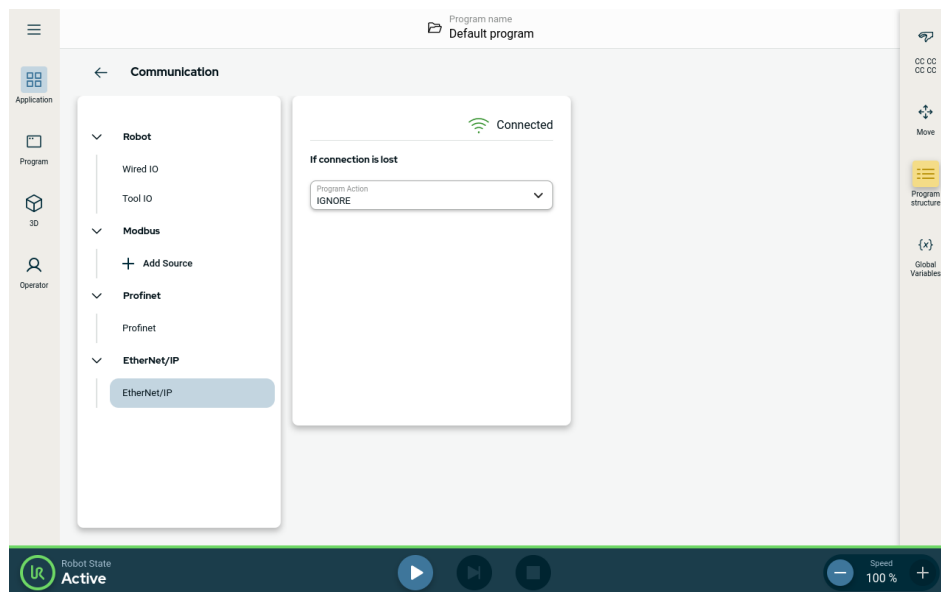 Program name
Default program
Application
Program
3D
Operator
Communication
Robot
Wired IO
Tool IO
Modbus
Add Source
Profinet
Profinet
EtherNet/IP
EtherNet/IP
Connected
If connection is lost
Program Action
IGNORE
CC CC
CC CC
Move
Program
structure
{x}
Global
Variables
UR
Robot State
Active
Speed
100 %